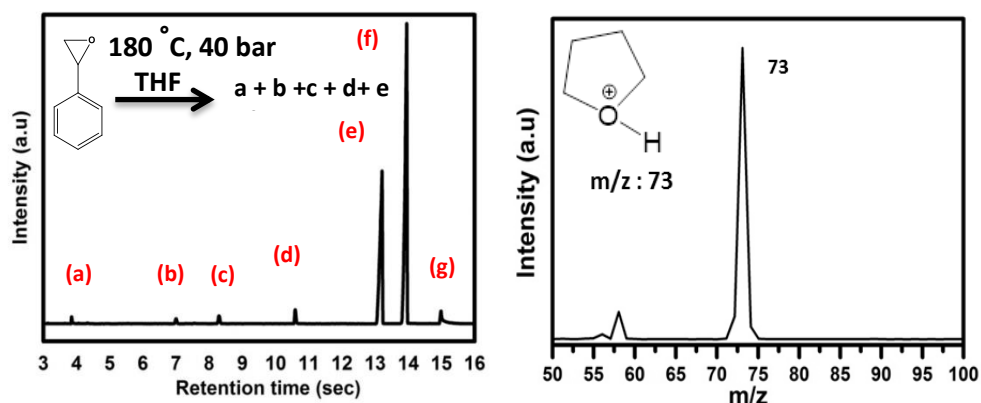 O
180 °C, 40 bar
THF
a + b +c + d+ e
(a)
(b)
(c)
(d)
(e)
(f)
(g)
Intensity (a.u)
3 4 5 6 7 8 9 10 11 12 13 14 15 16
Retention time (sec)
⊕
O
H
m/z : 73
73
Intensity (a.u)
50 55 60 65 70 75 80 85 90 95 100
m/z